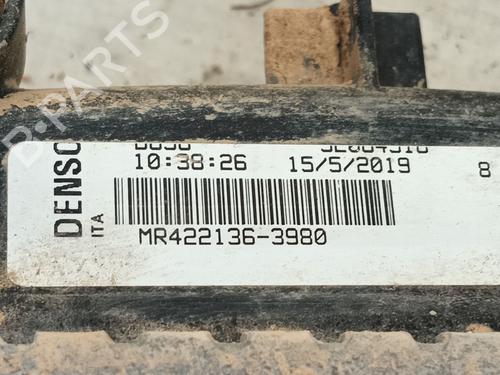 DENSO
ITA
10:38:26 15/5/2019 8
MR422136-3980
B-PARTS